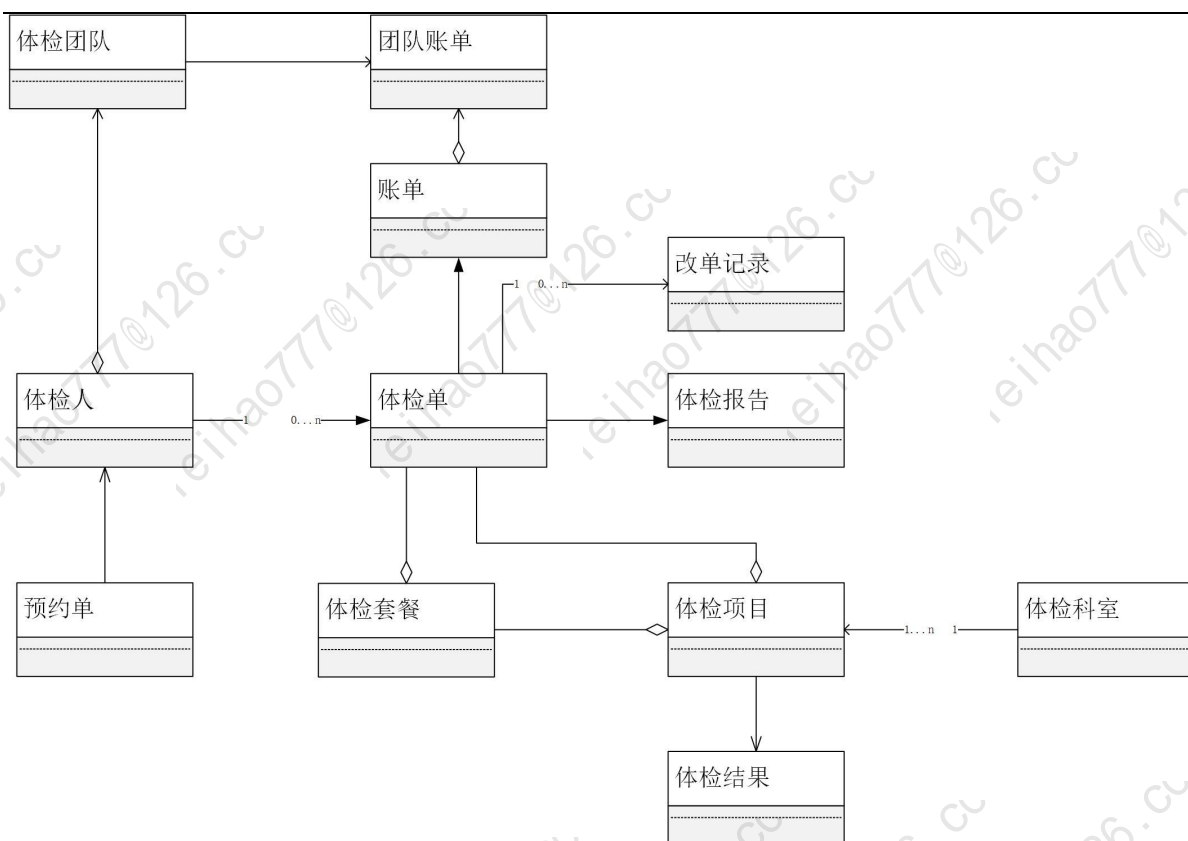 体检团队
团队账单
账单
改单记录
1 0...n
体检人
体检单
体检报告
1 0...n
预约单
体检套餐
体检项目
体检科室
1...n 1
体检结果